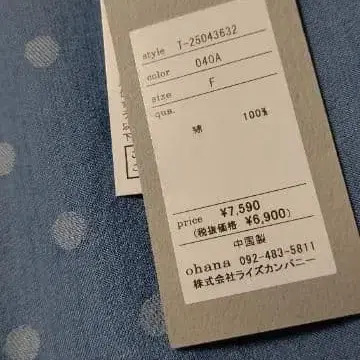 style T-25043632
color 040A
size F
qua.
綿 100%
price ¥7,590
(税抜価格 ¥6,900)
中国製
ohana 092-483-5811
株式会社ライズカンパニー